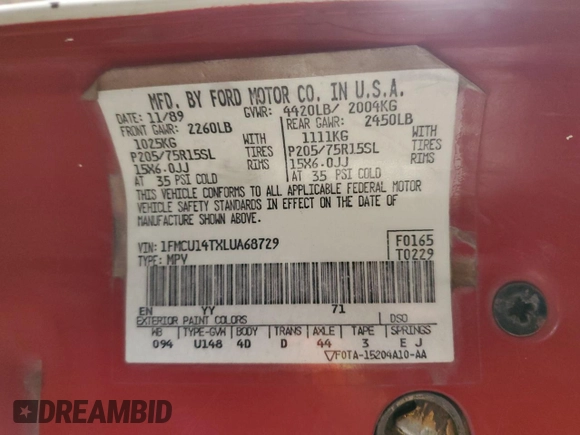 MFD. BY FORD MOTOR CO. IN U.S.A.
DATE: 11/89 GVWR: 4420LB/ 2004KG
FRONT GAWR: 2260LB REAR GAWR: 2450LB
1025KG WITH 1111KG WITH
P205/75R15SL TIRES P205/75R15SL TIRES
15X6.0JJ RIMS 15X6.0JJ RIMS
AT 35 PSI COLD AT 35 PSI COLD
THIS VEHICLE CONFORMS TO ALL APPLICABLE FEDERAL MOTOR
VEHICLE SAFETY STANDARDS IN EFFECT ON THE DATE OF
MANUFACTURE SHOWN ABOVE.
VIN: 1FMCU14TXLUA68729 F0165
TYPE: MPV T0229
EN YY 71
EXTERIOR PAINT COLORS DSO
WB TYPE-GVW BODY TRANS AXLE TAPE SPRINGS
094 U148 4D D 44 3 E J
▽F0TA-15204A10-AA
DREAMBID